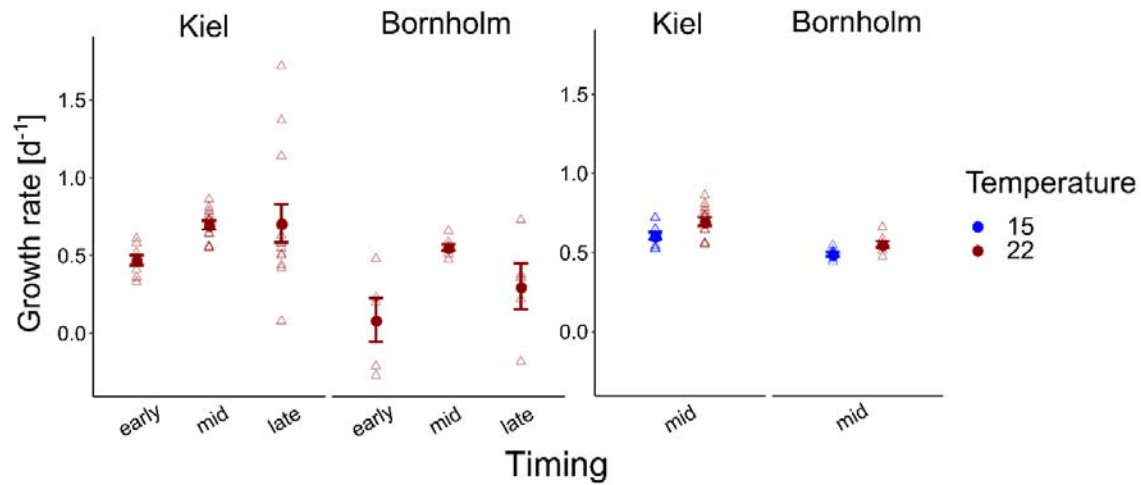 Kiel Bornholm Kiel Bornholm
Growth rate [d⁻¹]
1.5 1.5
1.0 1.0
0.5 0.5
0.0 0.0
Temperature
15
22
early mid late early mid late mid mid
Timing